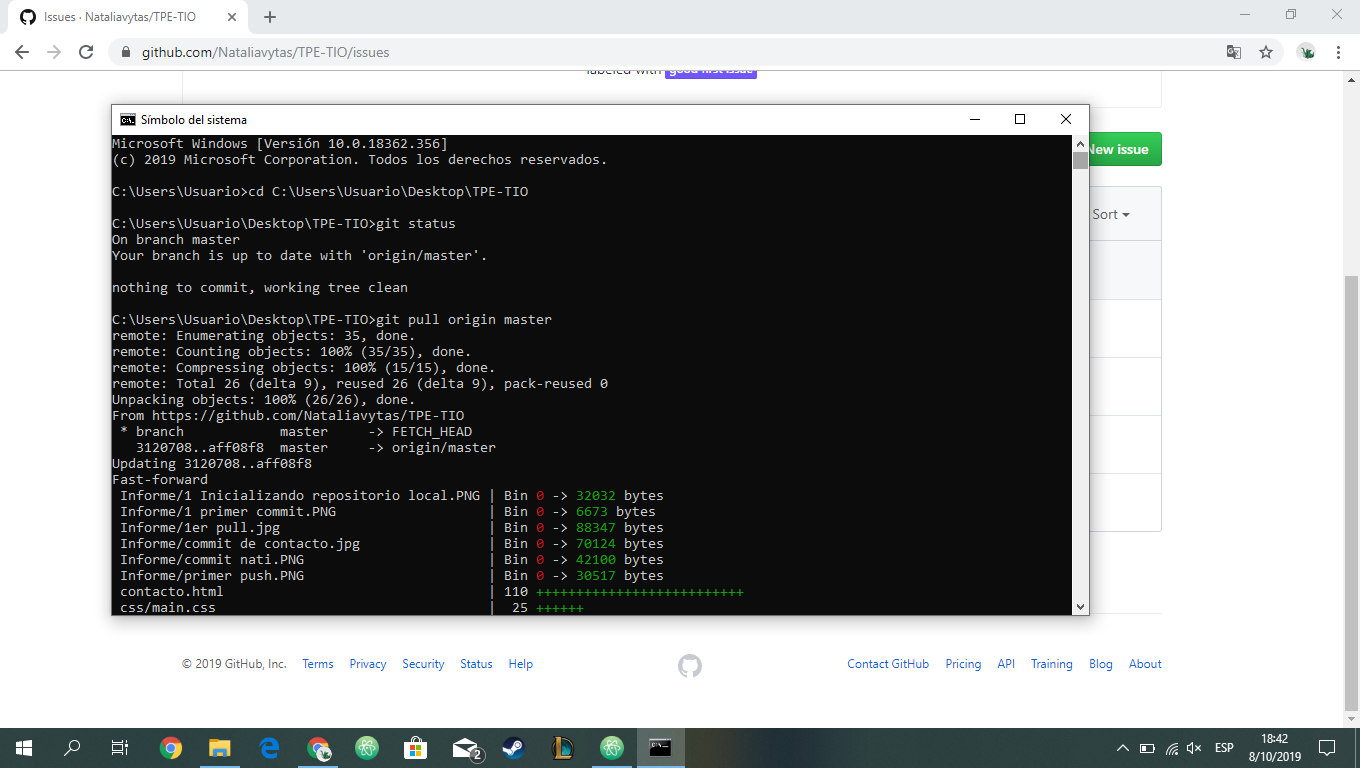 Issues · Nataliavytas/TPE-TIO
github.com/Nataliavytas/TPE-TIO/issues
labeled with good first issue
Símbolo del sistema
Microsoft Windows [Versión 10.0.18362.356]
(c) 2019 Microsoft Corporation. Todos los derechos reservados.
New issue
C:\Users\Usuario>cd C:\Users\Usuario\Desktop\TPE-TIO
Sort
C:\Users\Usuario\Desktop\TPE-TIO>git status
On branch master
Your branch is up to date with 'origin/master'.
nothing to commit, working tree clean
C:\Users\Usuario\Desktop\TPE-TIO>git pull origin master
remote: Enumerating objects: 35, done.
remote: Counting objects: 100% (35/35), done.
remote: Compressing objects: 100% (15/15), done.
remote: Total 26 (delta 9), reused 26 (delta 9), pack-reused 0
Unpacking objects: 100% (26/26), done.
From https://github.com/Nataliavytas/TPE-TIO
* branch master -> FETCH_HEAD
3120708..aff08f8 master -> origin/master
Updating 3120708..aff08f8
Fast-forward
Informe/1 Inicializando repositorio local.PNG | Bin 0 -> 32032 bytes
Informe/1 primer commit.PNG | Bin 0 -> 6673 bytes
Informe/1er pull.jpg | Bin 0 -> 88347 bytes
Informe/commit de contacto.jpg | Bin 0 -> 70124 bytes
Informe/commit nati.PNG | Bin 0 -> 42100 bytes
Informe/primer push.PNG | Bin 0 -> 30517 bytes
contacto.html | 110 ++++++++++++++++++++++++++
css/main.css | 25 ++++++
© 2019 GitHub, Inc. Terms Privacy Security Status Help Contact GitHub Pricing API Training Blog About
2
ESP
18:42
8/10/2019